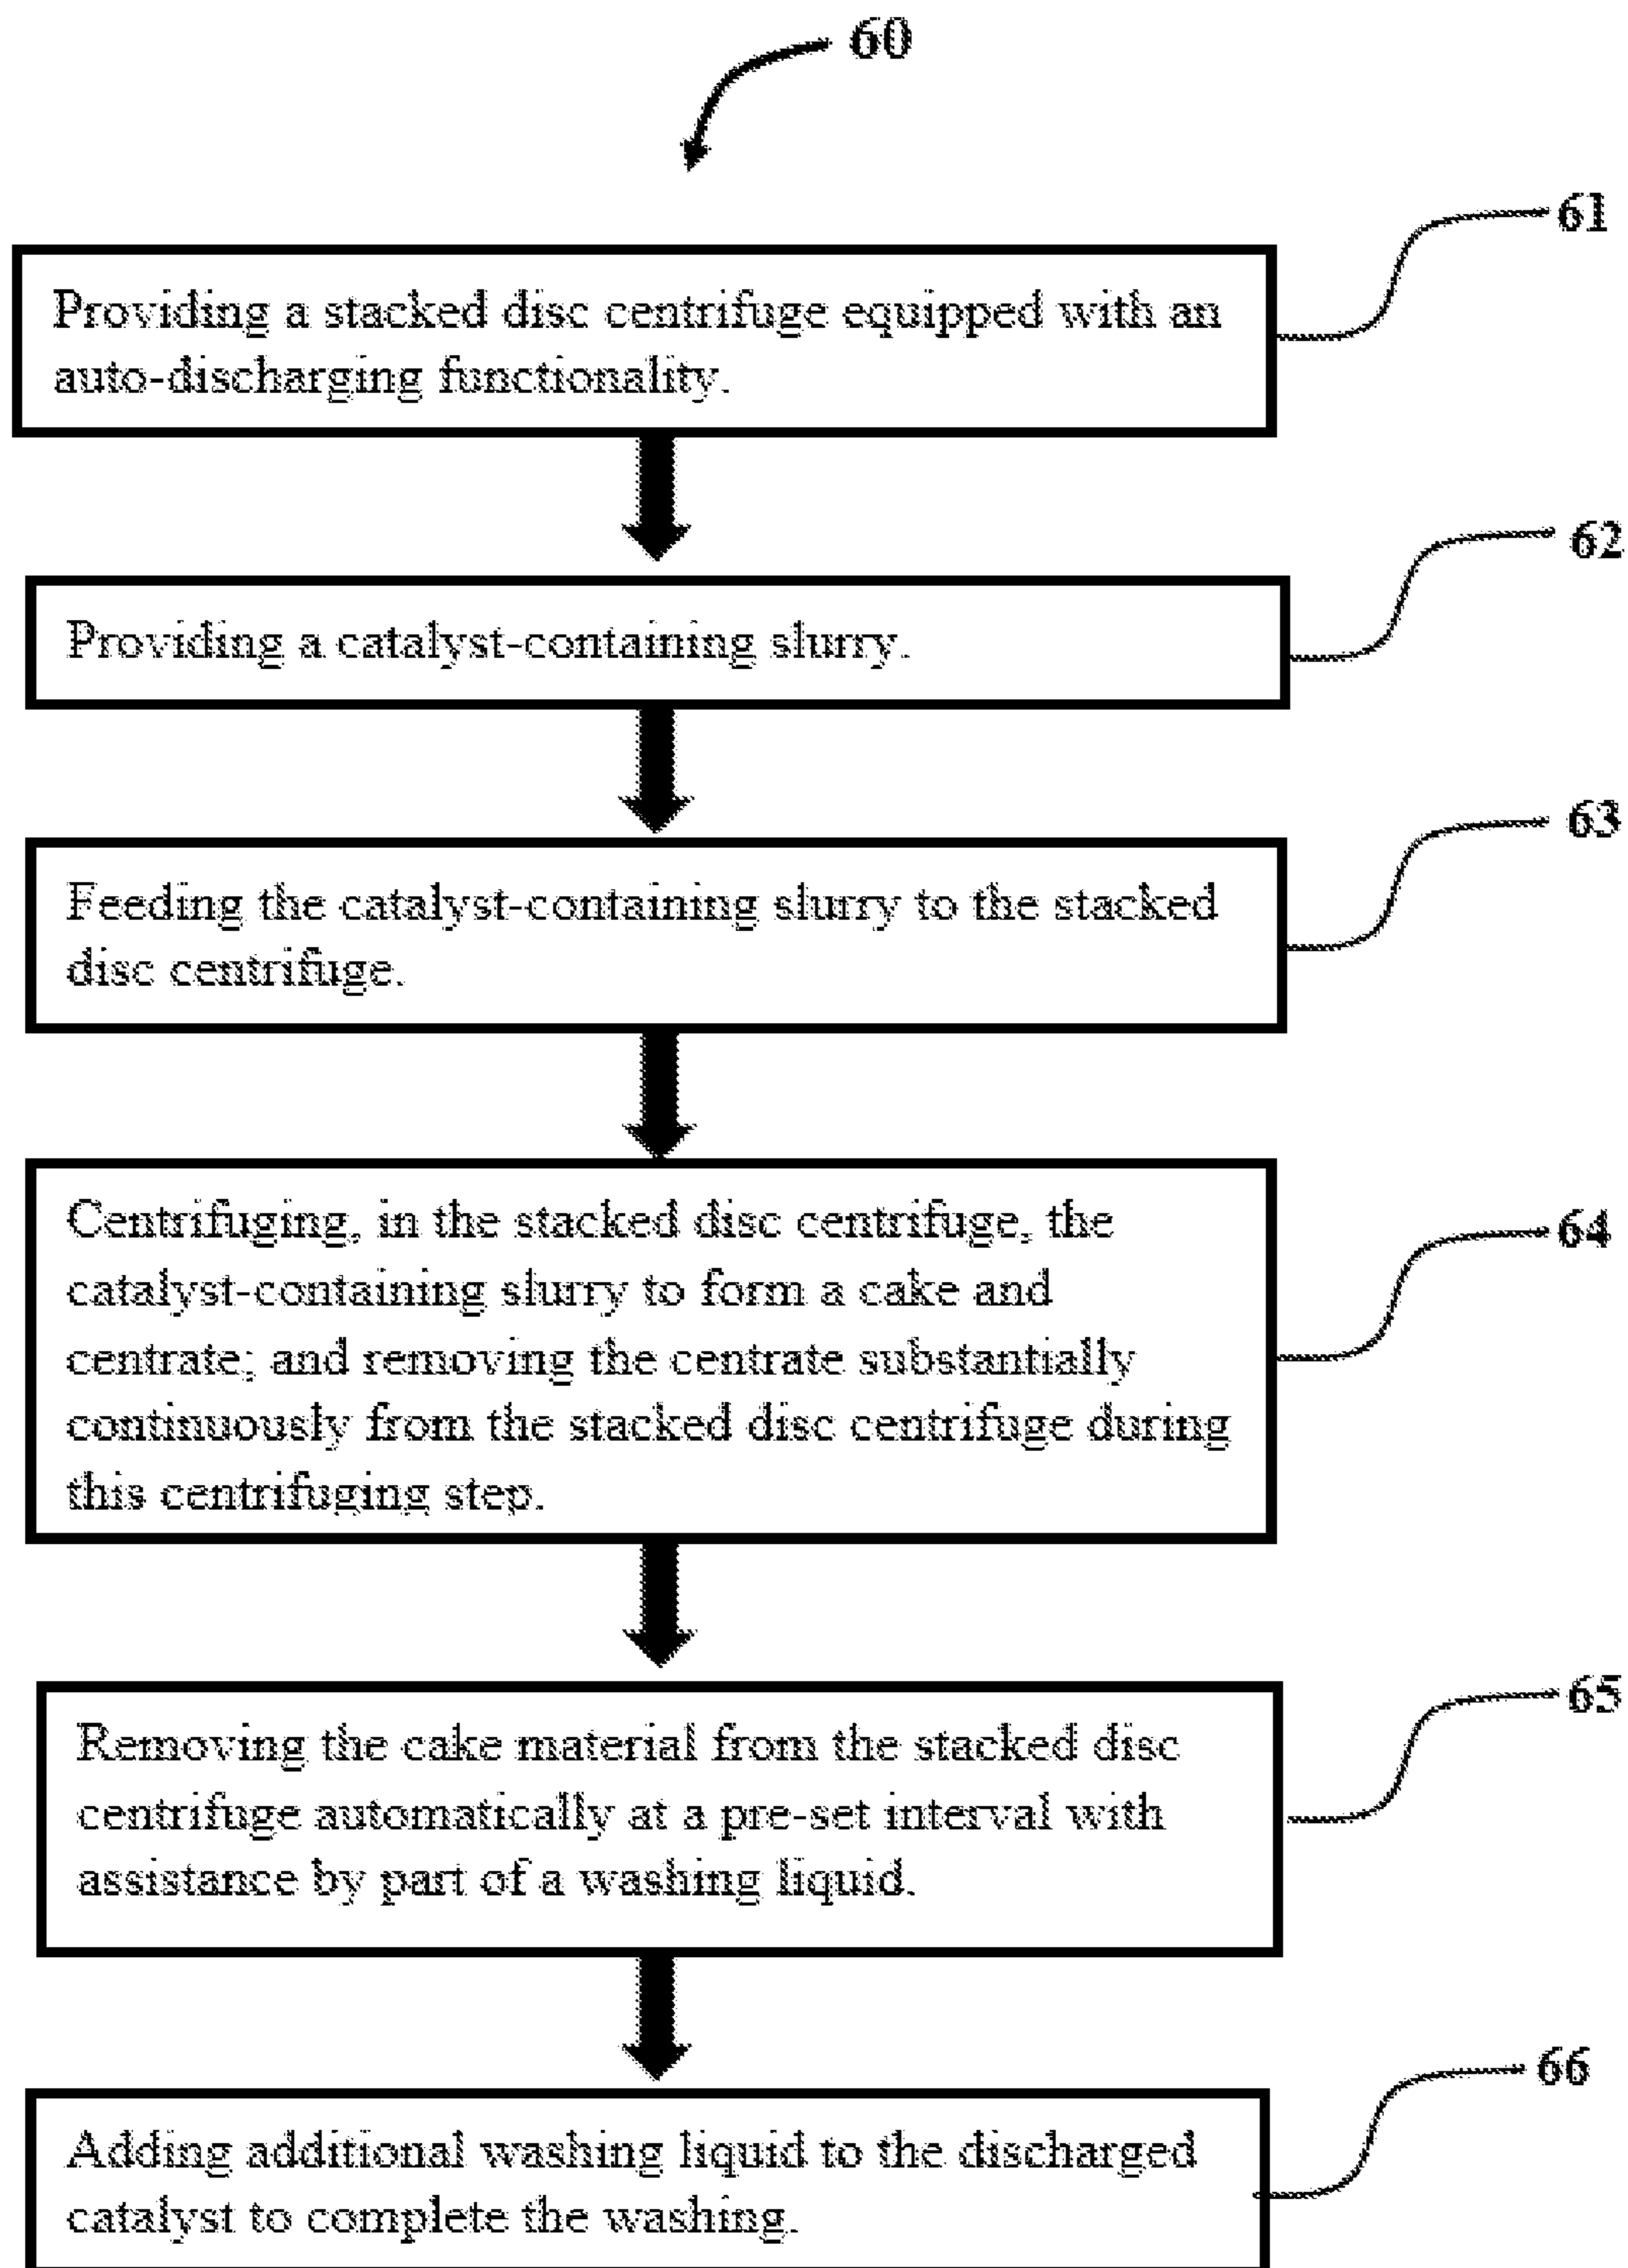 60
61
Providing a stacked disc centrifuge equipped with an
auto-discharging functionality.
62
Providing a catalyst-containing slurry.
63
Feeding the catalyst-containing slurry to the stacked
disc centrifuge.
64
Centrifuging, in the stacked disc centrifuge, the
catalyst-containing slurry to form a cake and
centrate; and removing the centrate substantially
continuously from the stacked disc centrifuge during
this centrifuging step.
65
Removing the cake material from the stacked disc
centrifuge automatically at a pre-set interval with
assistance by part of a washing liquid.
66
Adding additional washing liquid to the discharged
catalyst to complete the washing.